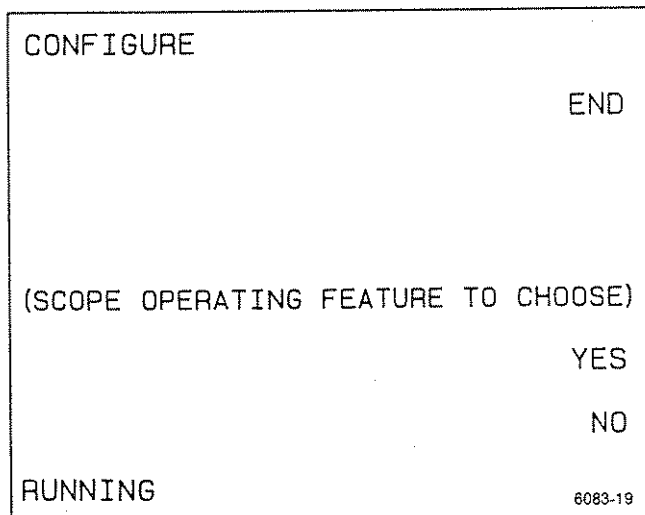 CONFIGURE
END
(SCOPE OPERATING FEATURE TO CHOOSE)
YES
NO
RUNNING
6083-19